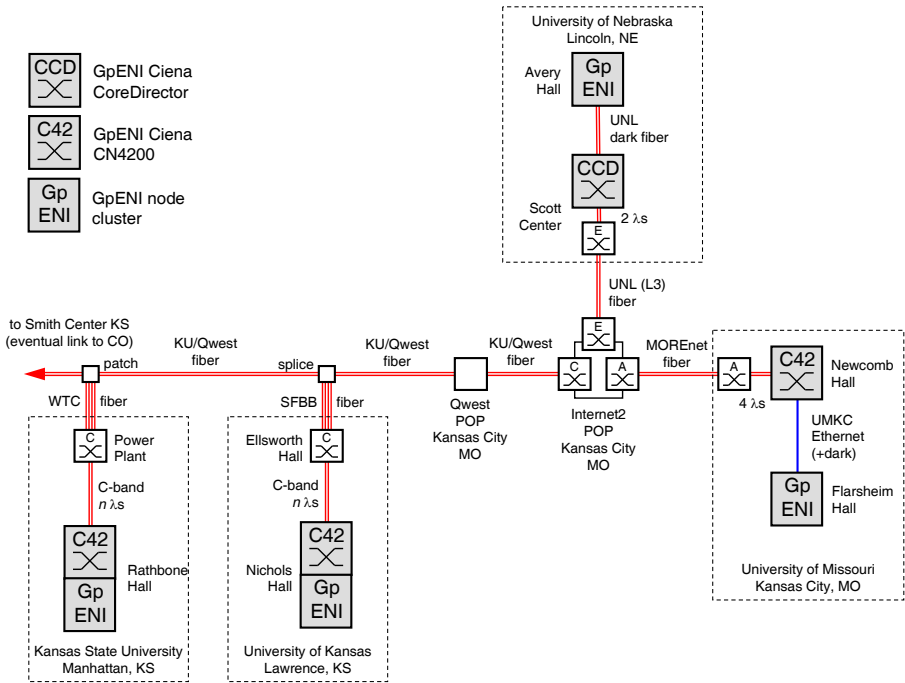 University of Nebraska
Lincoln, NE
CCD
GpENI Ciena
CoreDirector
C42
GpENI Ciena
CN4200
Gp
ENI
GpENI node
cluster
Avery
Hall
Gp
ENI
UNL
dark fiber
CCD
Scott
Center
2 λs
E
UNL (L3)
fiber
E
to Smith Center KS
(eventual link to CO)
patch
KU/Qwest
fiber
splice
KU/Qwest
fiber
KU/Qwest
fiber
C
A
MOREnet
fiber
A
4 λs
C42
Newcomb
Hall
Qwest
POP
Kansas City
MO
Internet2
POP
Kansas City
MO
UMKC
Ethernet
(+dark)
Gp
ENI
Flarsheim
Hall
University of Missouri
Kansas City, MO
WTC
fiber
C
Power
Plant
C-band
n λs
C42
Rathbone
Hall
Gp
ENI
Kansas State University
Manhattan, KS
SFBB
fiber
Ellsworth
Hall
C
C-band
n λs
C42
Nichols
Hall
Gp
ENI
University of Kansas
Lawrence, KS